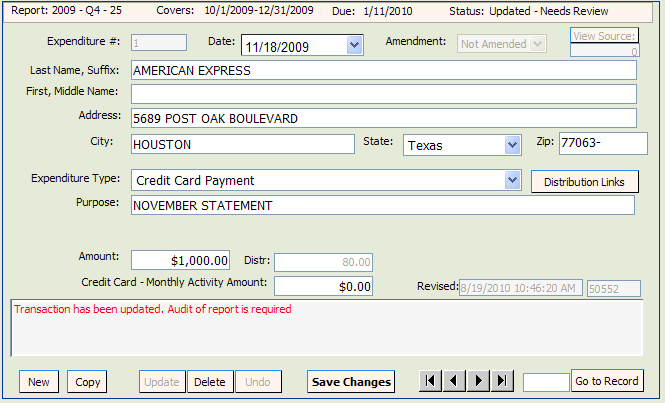 Report: 2009 - Q4 - 25 Covers: 10/1/2009-12/31/2009 Due: 1/11/2010 Status: Updated - Needs Review
Expenditure #: 1 Date: 11/18/2009 Amendment: Not Amended View Source: 0
Last Name, Suffix: AMERICAN EXPRESS
First, Middle Name:
Address: 5689 POST OAK BOULEVARD
City: HOUSTON State: Texas Zip: 77063-
Expenditure Type: Credit Card Payment Distribution Links
Purpose: NOVEMBER STATEMENT
Amount: $1,000.00 Distr: 80.00
Credit Card - Monthly Activity Amount: $0.00 Revised: 8/19/2010 10:46:20 AM 50552
Transaction has been updated. Audit of report is required
New Copy Update Delete Undo Save Changes Go to Record